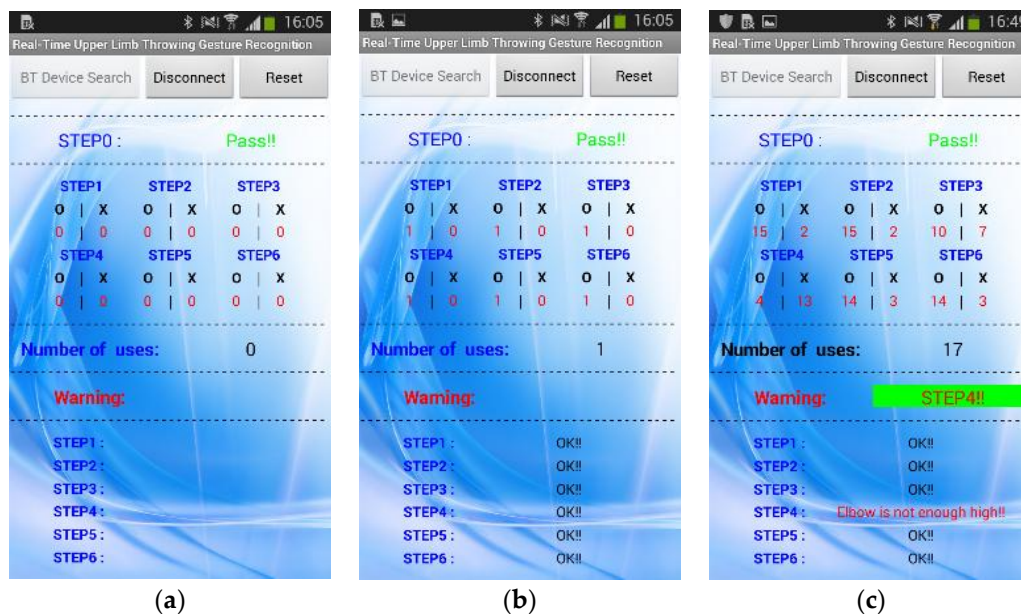 16:05
Real-Time Upper Limb Throwing Gesture Recognition
BT Device Search Disconnect Reset
STEP0 : Pass!!
STEP1 STEP2 STEP3
O | X O | X O | X
0 | 0 0 | 0 0 | 0
STEP4 STEP5 STEP6
O | X O | X O | X
0 | 0 0 | 0 0 | 0
Number of uses: 0
Warning:
STEP1 :
STEP2 :
STEP3 :
STEP4 :
STEP5 :
STEP6 :
(a)
16:05
Real-Time Upper Limb Throwing Gesture Recognition
BT Device Search Disconnect Reset
STEP0 : Pass!!
STEP1 STEP2 STEP3
O | X O | X O | X
1 | 0 1 | 0 1 | 0
STEP4 STEP5 STEP6
O | X O | X O | X
1 | 0 1 | 0 1 | 0
Number of uses: 1
Warning:
STEP1 : OK!!
STEP2 : OK!!
STEP3 : OK!!
STEP4 : OK!!
STEP5 : OK!!
STEP6 : OK!!
(b)
16:49
Real-Time Upper Limb Throwing Gesture Recognition
BT Device Search Disconnect Reset
STEP0 : Pass!!
STEP1 STEP2 STEP3
O | X O | X O | X
15 | 2 15 | 2 10 | 7
STEP4 STEP5 STEP6
O | X O | X O | X
4 | 13 14 | 3 14 | 3
Number of uses: 17
Warning: STEP4!!
STEP1 : OK!!
STEP2 : OK!!
STEP3 : OK!!
STEP4 : Elbow is not enough high!!
STEP5 : OK!!
STEP6 : OK!!
(c)